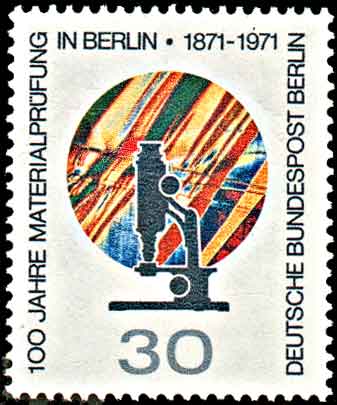 100 JAHRE MATERIALPRÜFUNG
IN BERLIN · 1871-1971
DEUTSCHE BUNDESPOST BERLIN
30